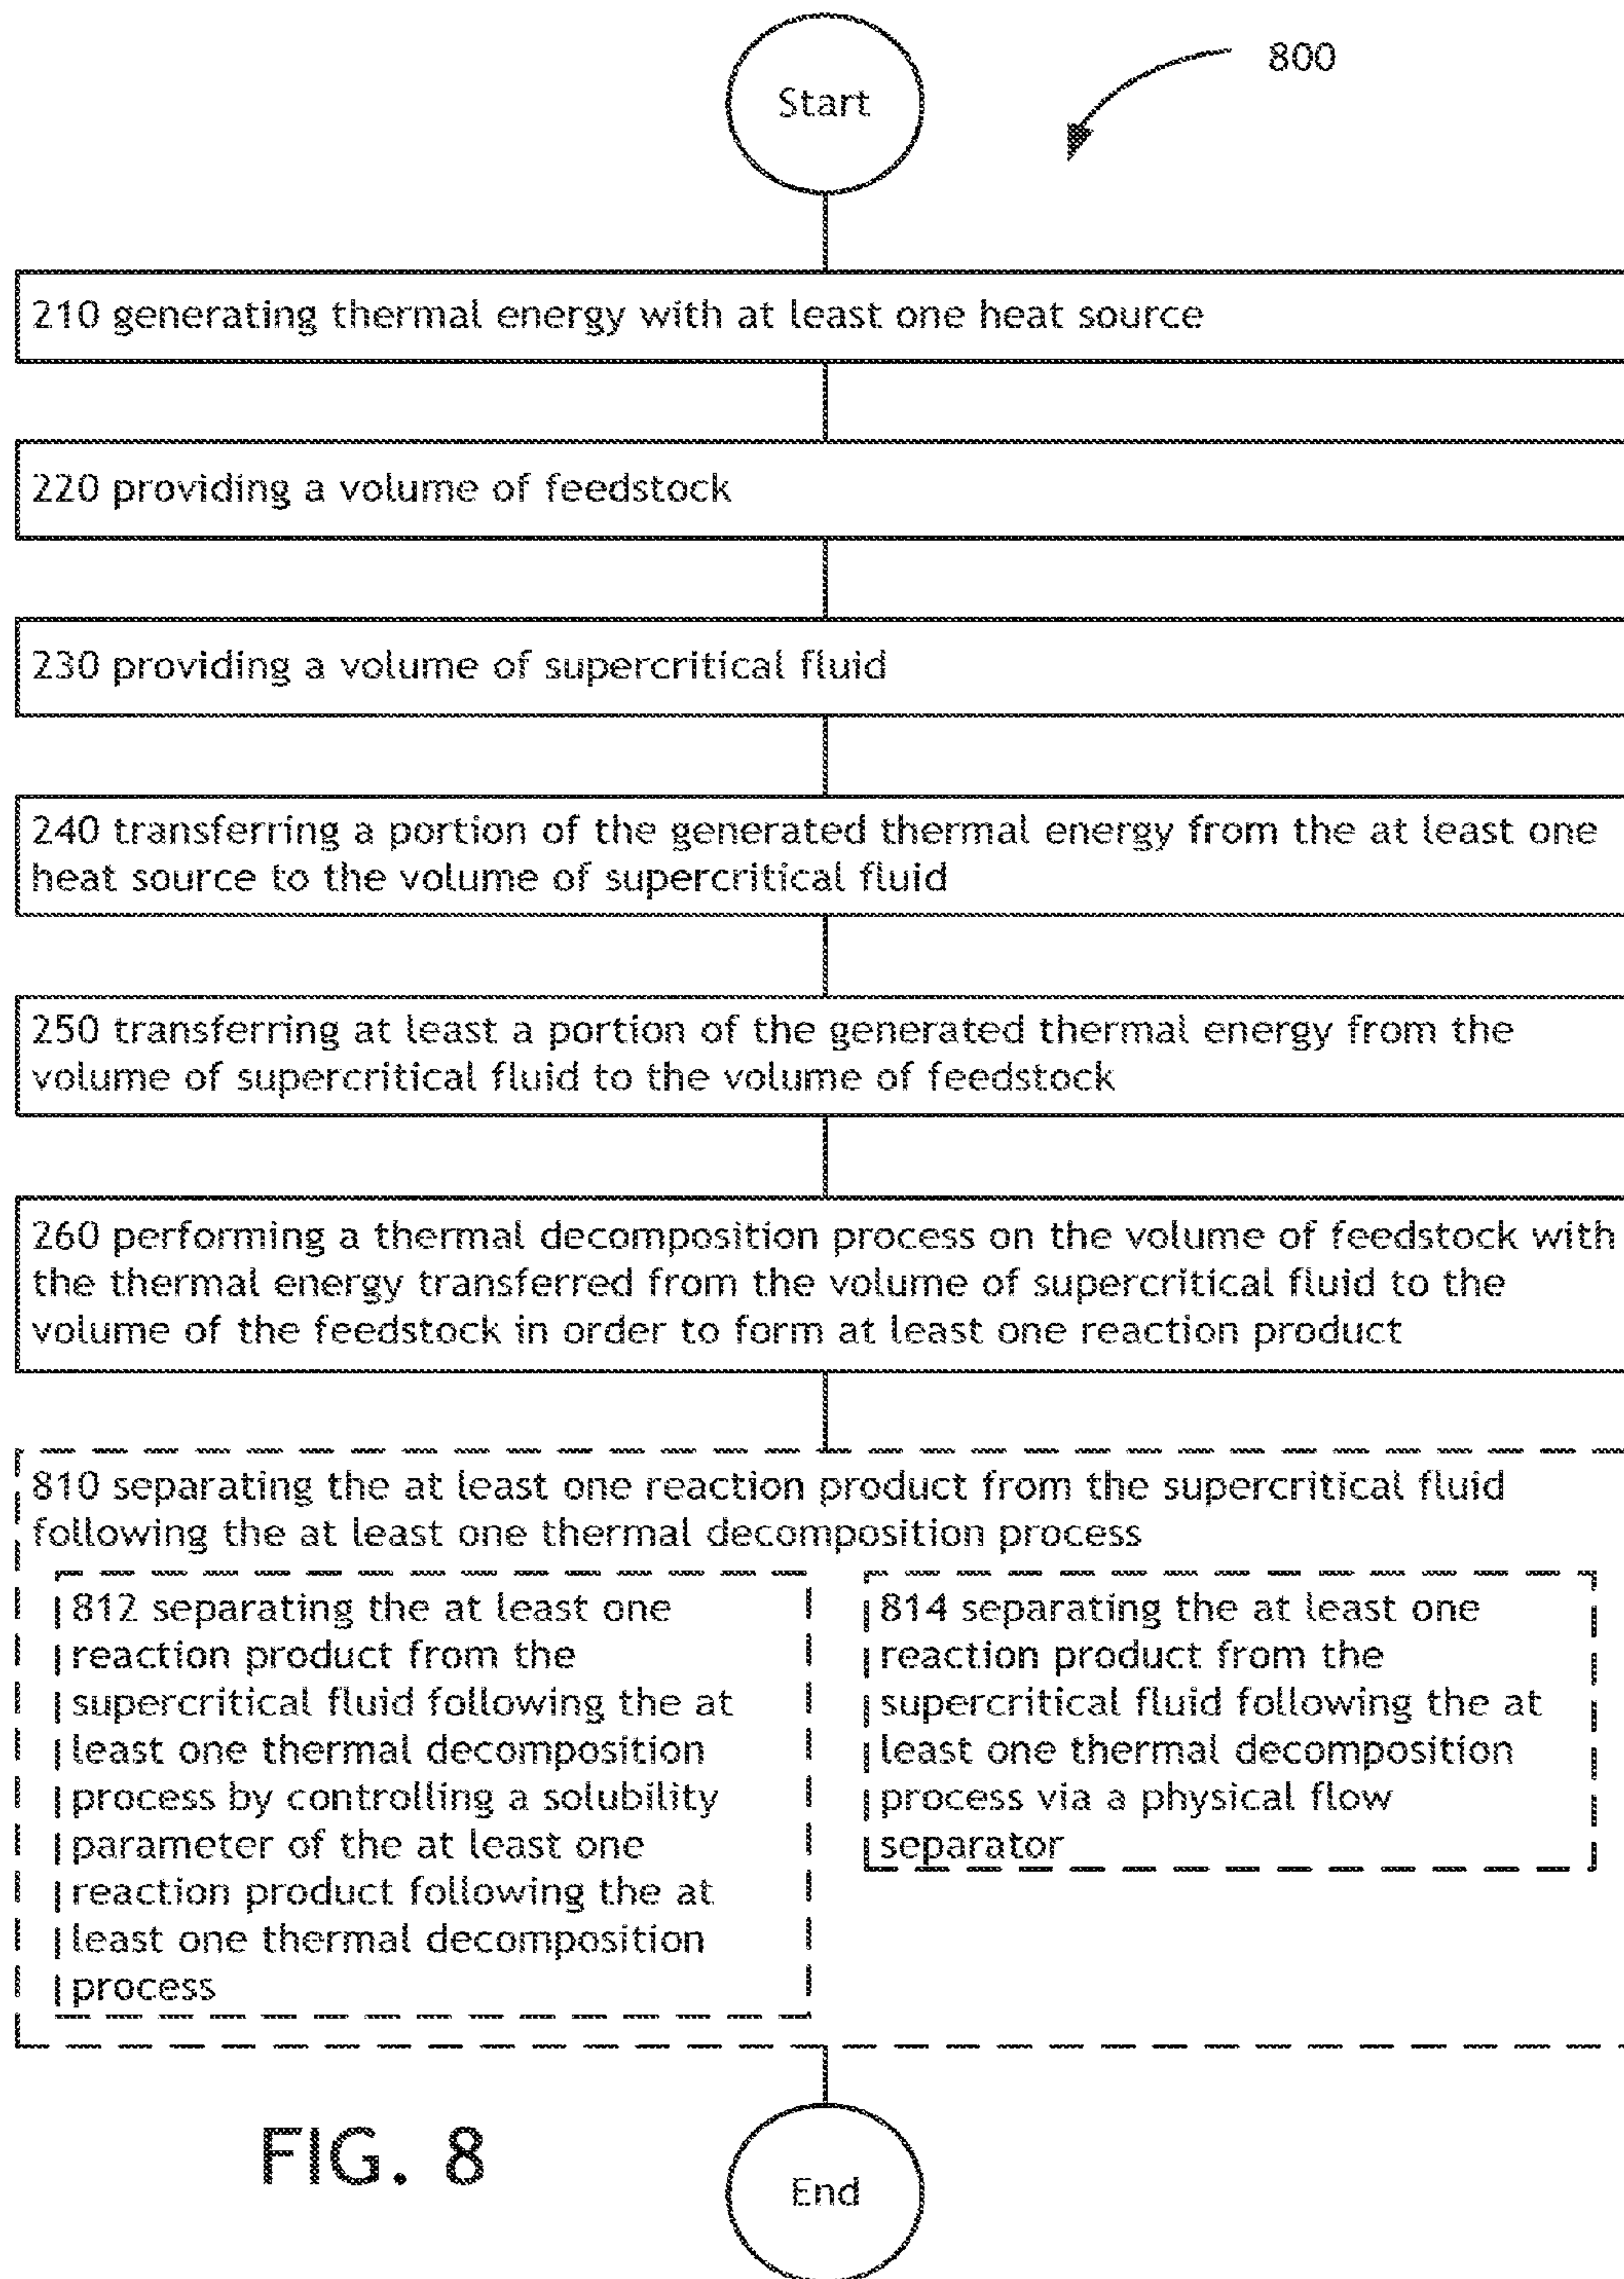 Start
800
210 generating thermal energy with at least one heat source
220 providing a volume of feedstock
230 providing a volume of supercritical fluid
240 transferring a portion of the generated thermal energy from the at least one
heat source to the volume of supercritical fluid
250 transferring at least a portion of the generated thermal energy from the
volume of supercritical fluid to the volume of feedstock
260 performing a thermal decomposition process on the volume of feedstock with
the thermal energy transferred from the volume of supercritical fluid to the
volume of the feedstock in order to form at least one reaction product
810 separating the at least one reaction product from the supercritical fluid
following the at least one thermal decomposition process
812 separating the at least one
reaction product from the
supercritical fluid following the at
least one thermal decomposition
process by controlling a solubility
parameter of the at least one
reaction product following the at
least one thermal decomposition
process
814 separating the at least one
reaction product from the
supercritical fluid following the at
least one thermal decomposition
process via a physical flow
separator
FIG. 8
End